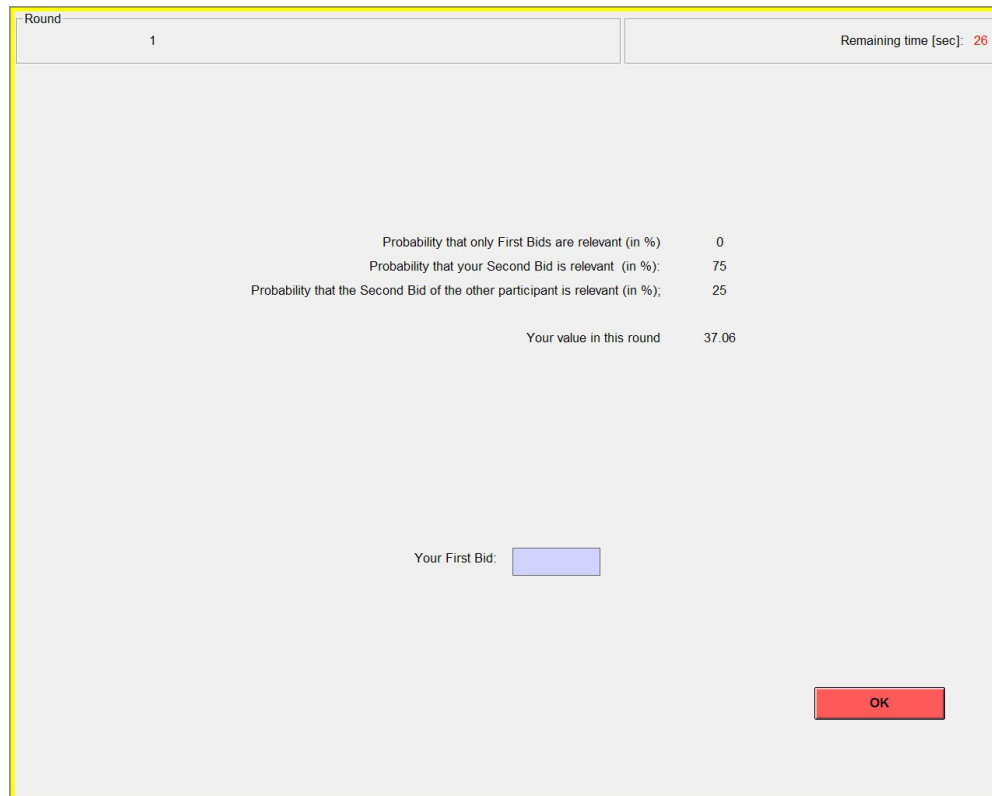 Round
1
Remaining time [sec]: 26
Probability that only First Bids are relevant (in %) 0
Probability that your Second Bid is relevant (in %): 75
Probability that the Second Bid of the other participant is relevant (in %); 25
Your value in this round 37.06
Your First Bid:
OK